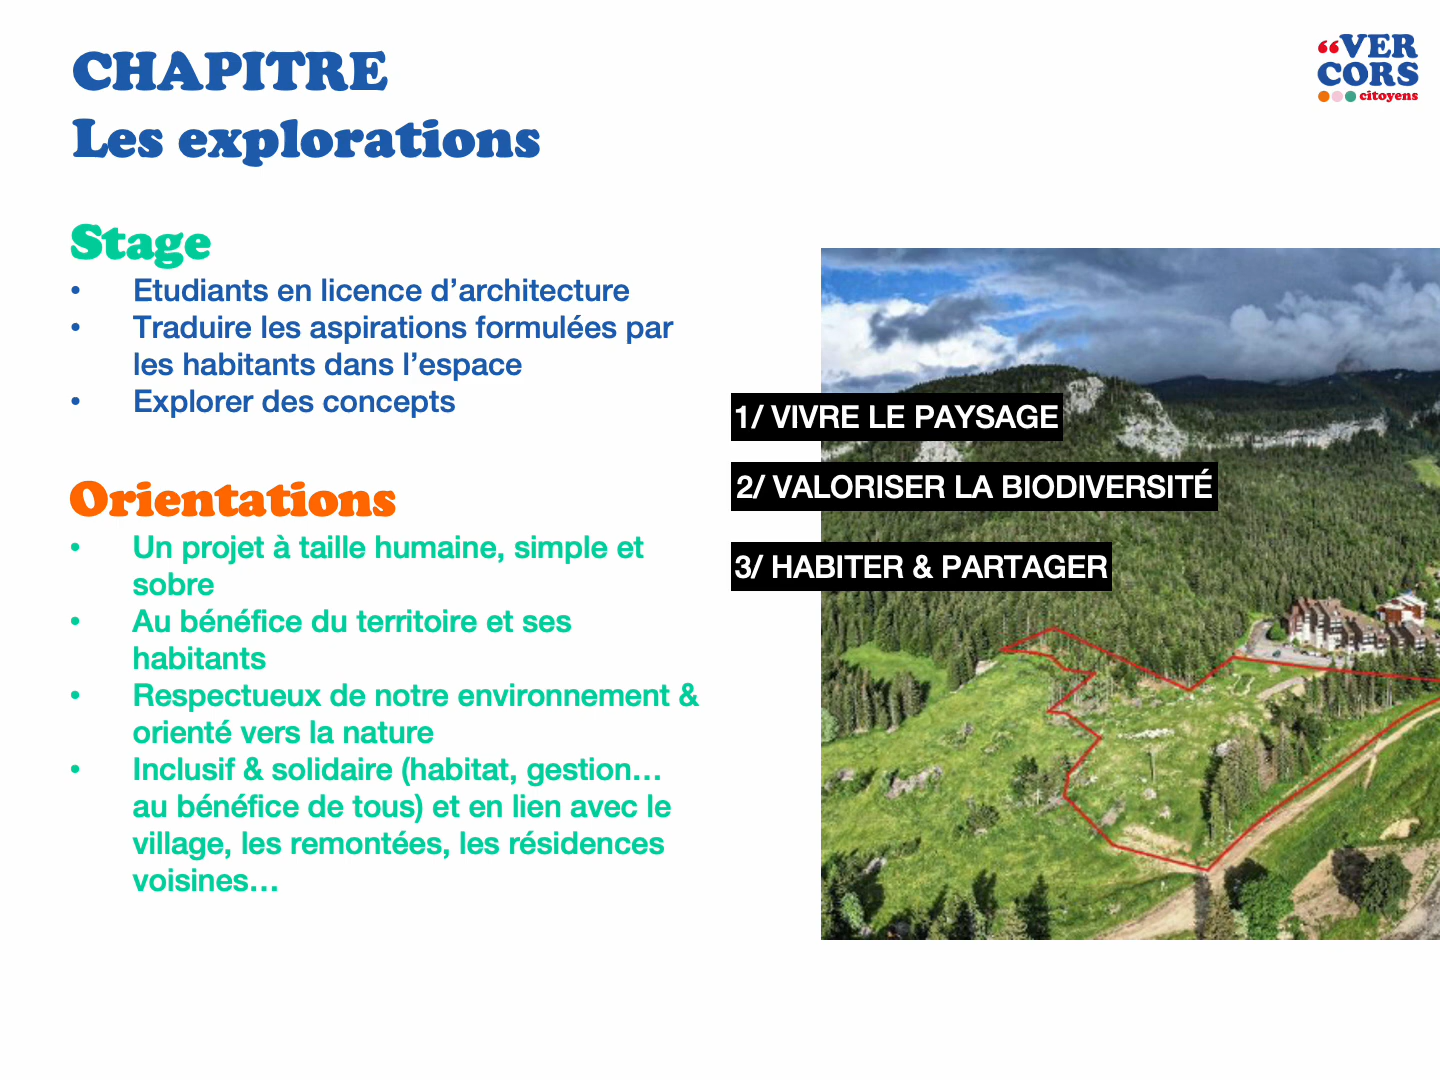 CHAPITRE
Les explorations
“VER
CORS
citoyens
Stage
• Etudiants en licence d’architecture
• Traduire les aspirations formulées par
les habitants dans l’espace
• Explorer des concepts
Orientations
• Un projet à taille humaine, simple et
sobre
• Au bénéfice du territoire et ses
habitants
• Respectueux de notre environnement &
orienté vers la nature
• Inclusif & solidaire (habitat, gestion…
au bénéfice de tous) et en lien avec le
village, les remontées, les résidences
voisines…
1/ VIVRE LE PAYSAGE
2/ VALORISER LA BIODIVERSITÉ
3/ HABITER & PARTAGER